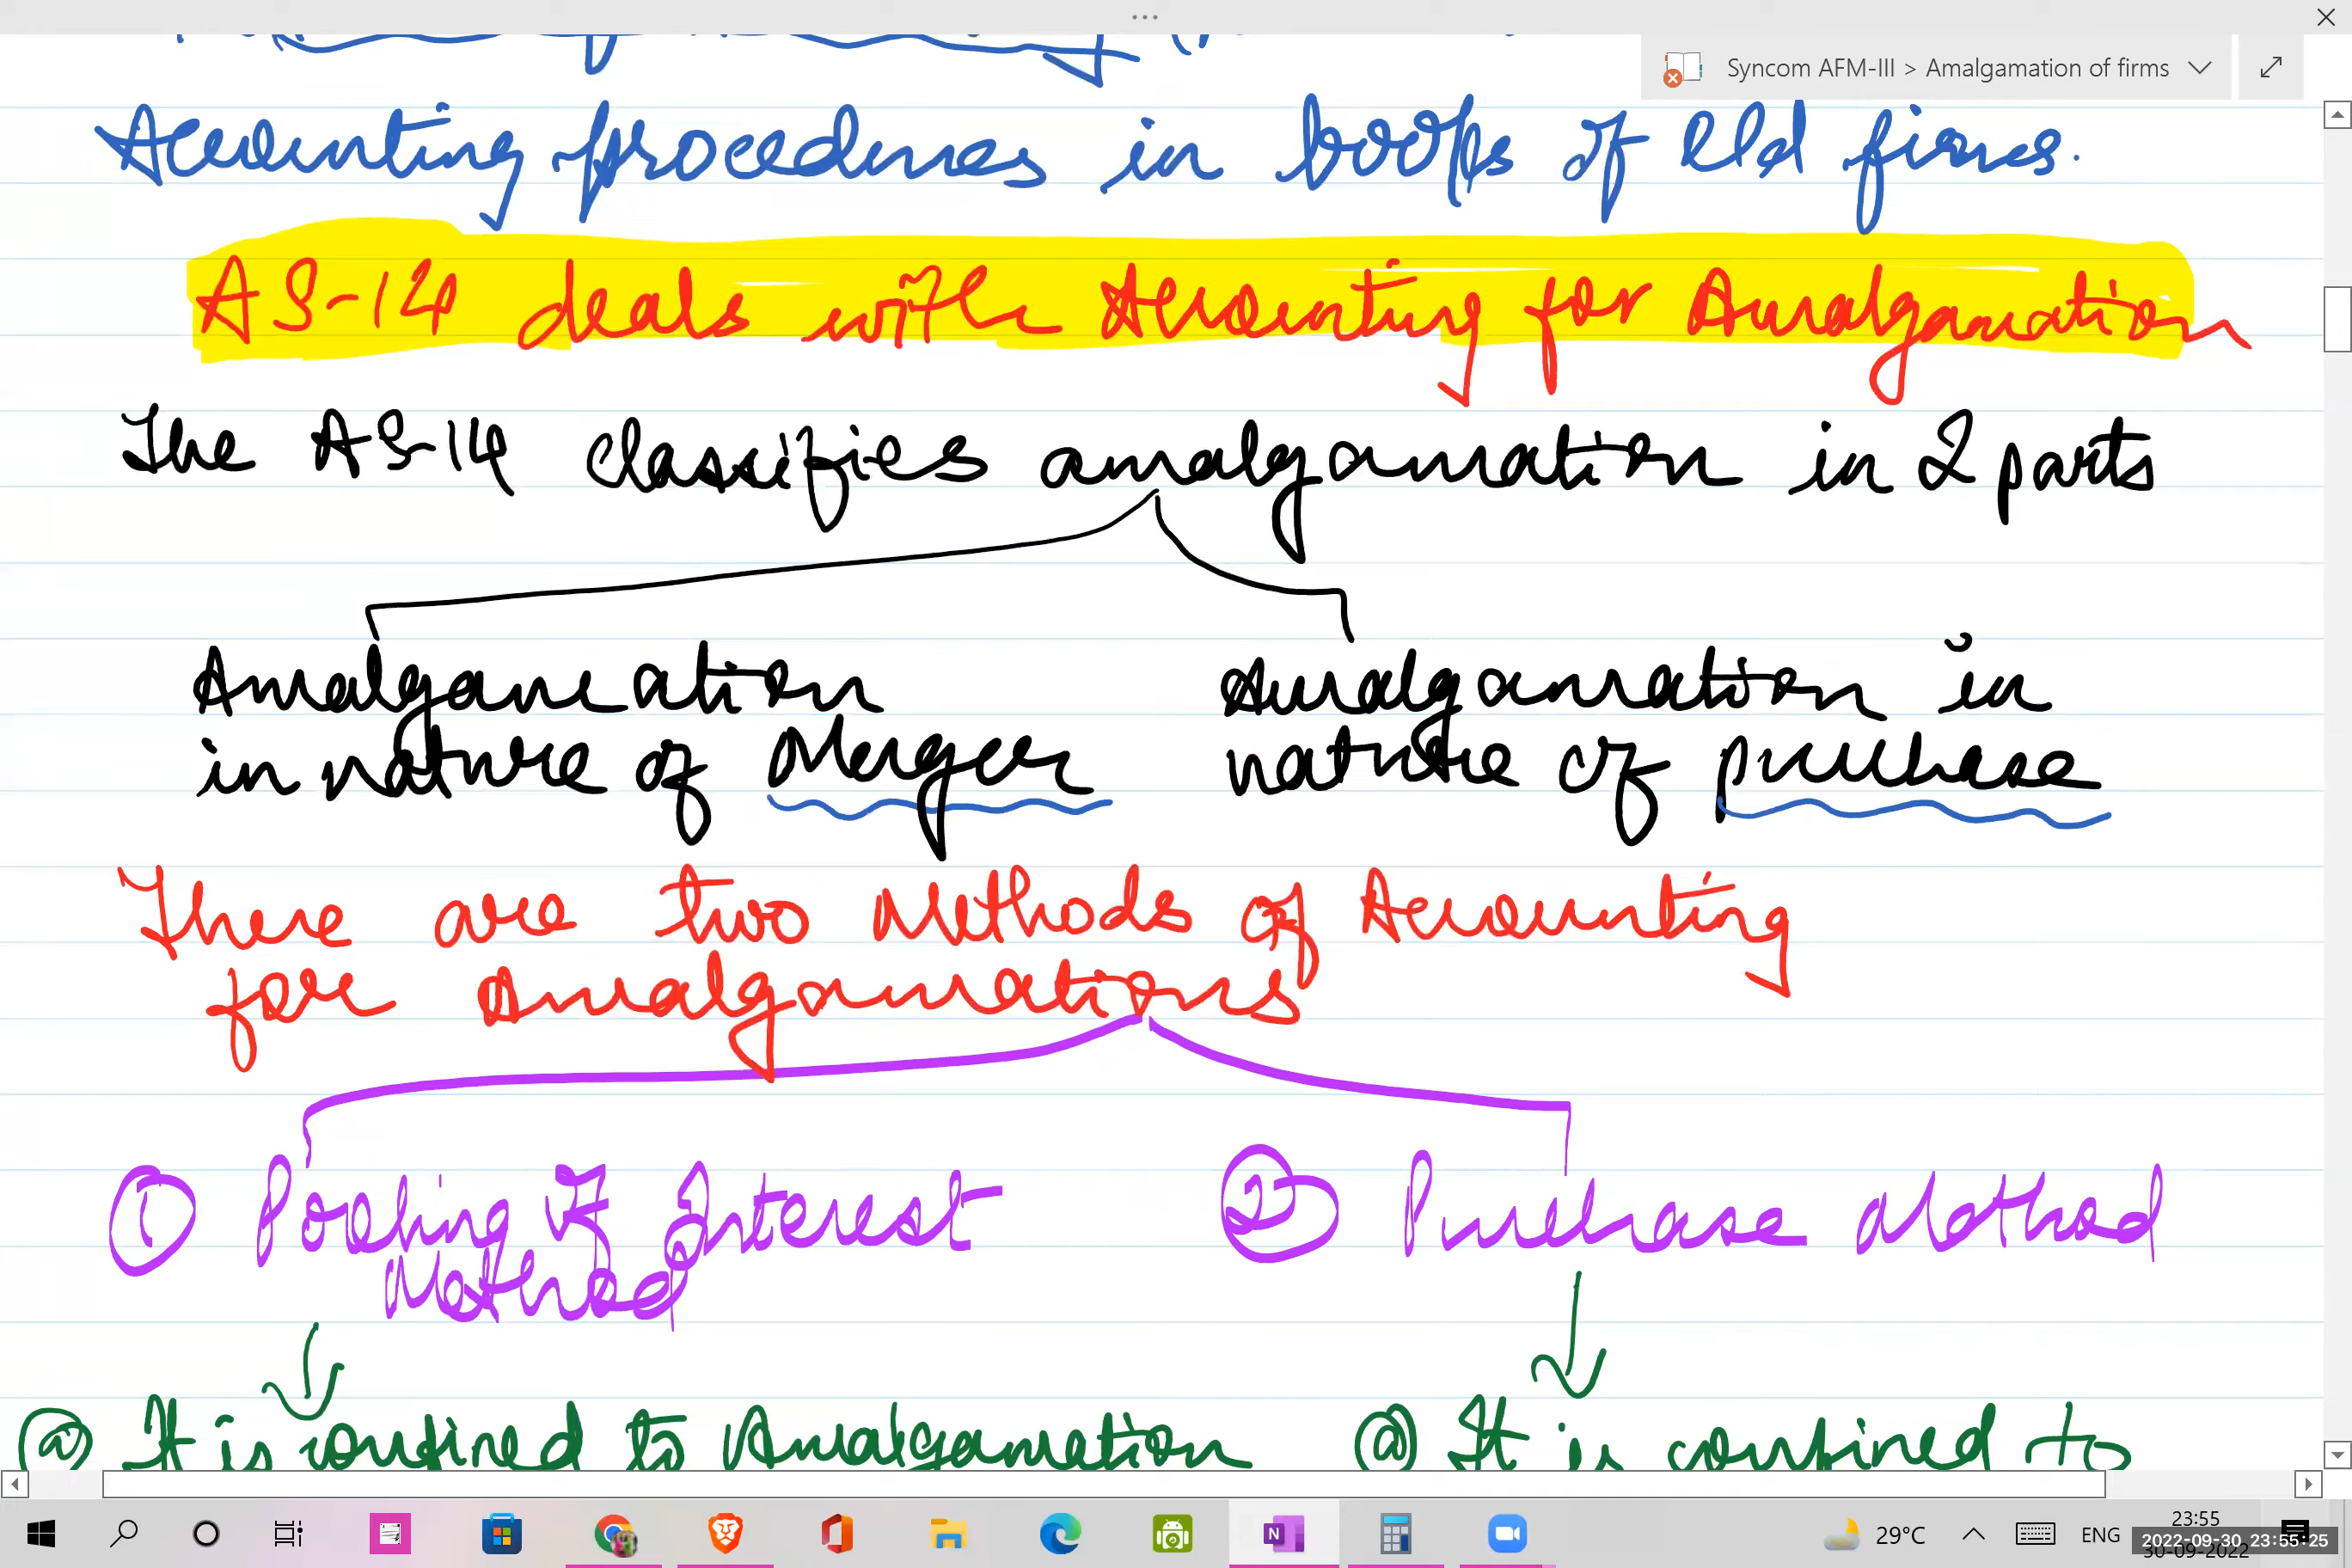 Syncom AFM-III > Amalgamation of firms
Accounting procedures in books of old firms.
AS-14 deals with Accounting for Amalgamation
The AS-14 classifies amalgamation in 2 parts
Amalgamation
in nature of Merger
Amalgamation in
nature of purchase
There are two Methods of Accounting
for Amalgamations
① Pooling of Interest
Method
② Purchase Method
ⓐ It is confined to Amalgamation
ⓐ It is confined to
29°C
ENG
23:55
2022-09-30 23:55:25
30-09-2022